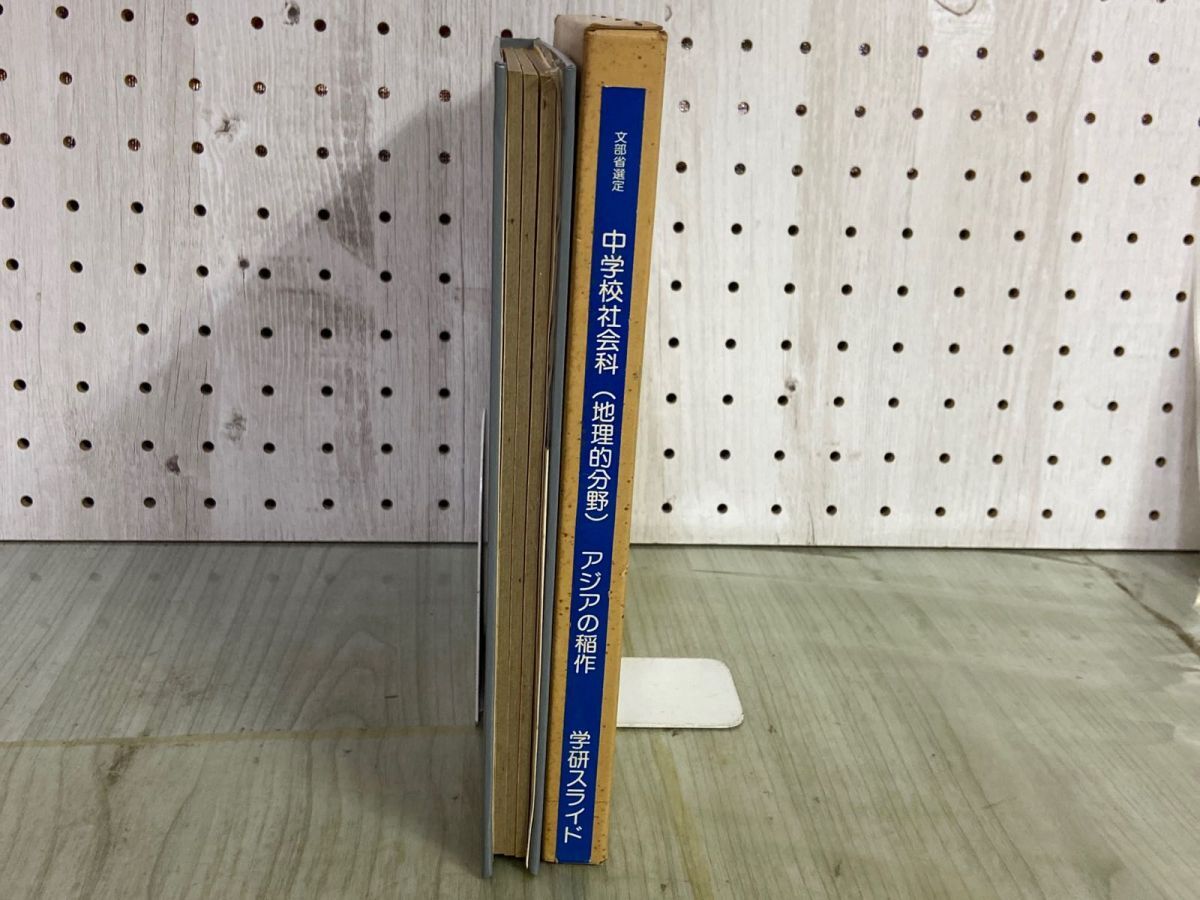 文部省選定
中学校社会科（地理的分野）
アジアの稲作
学研スライド